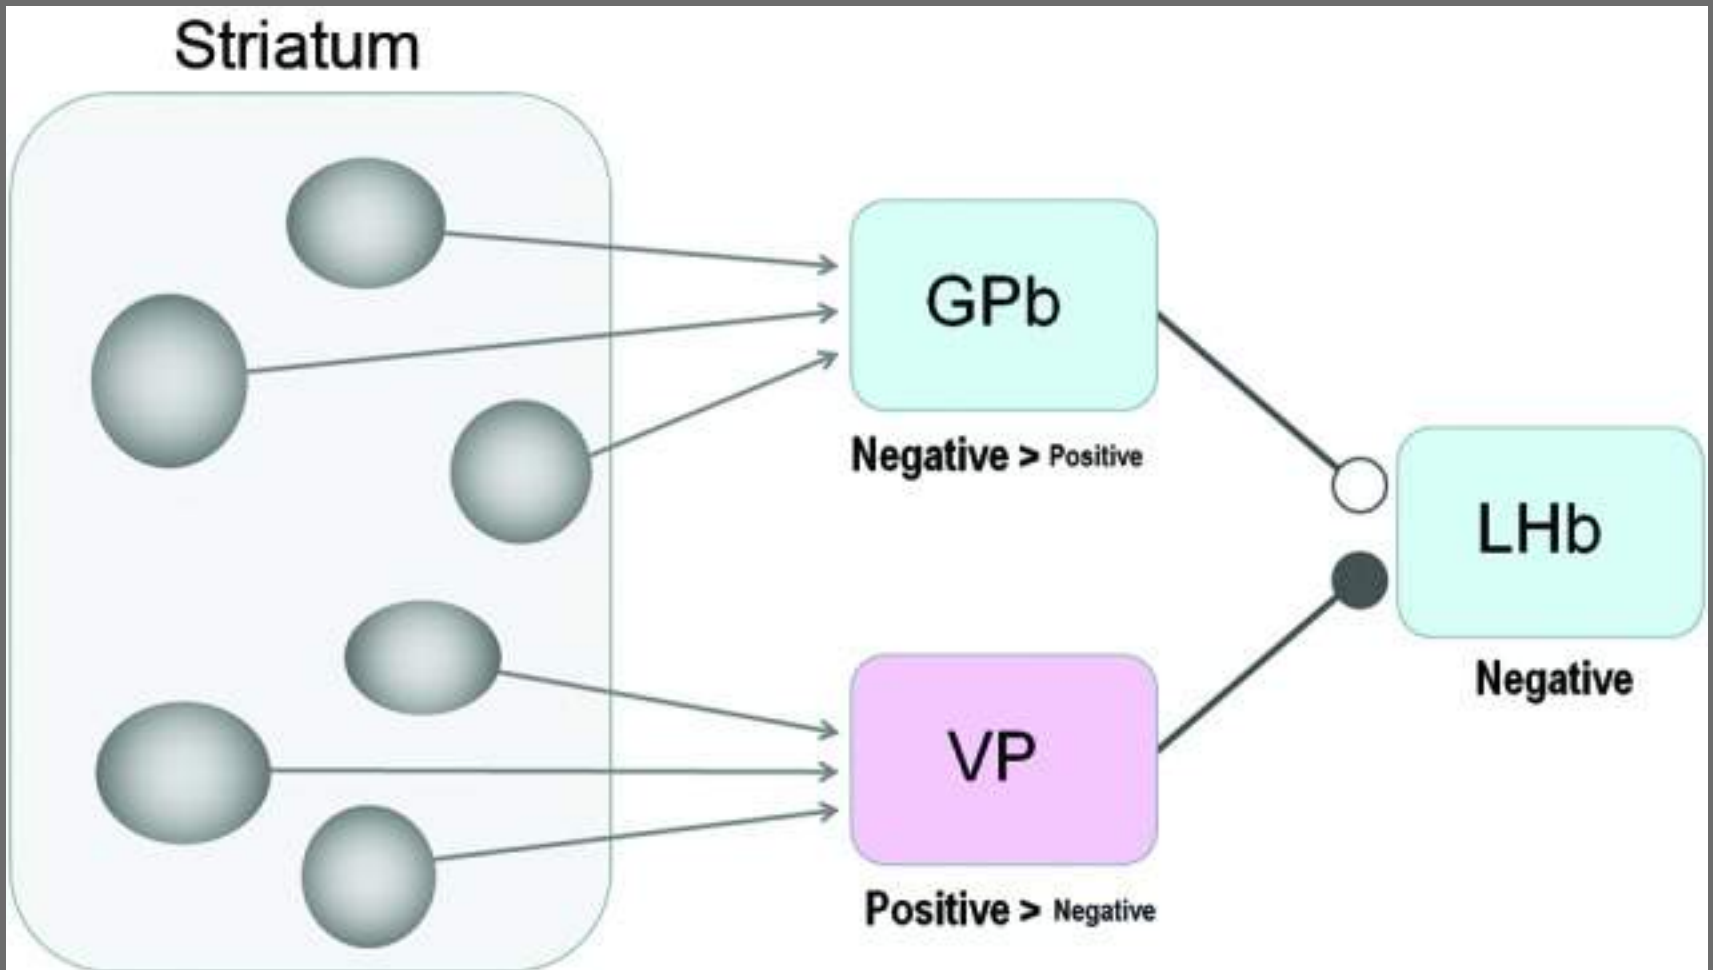 Striatum
GPb
Negative > Positive
LHb
Negative
VP
Positive > Negative